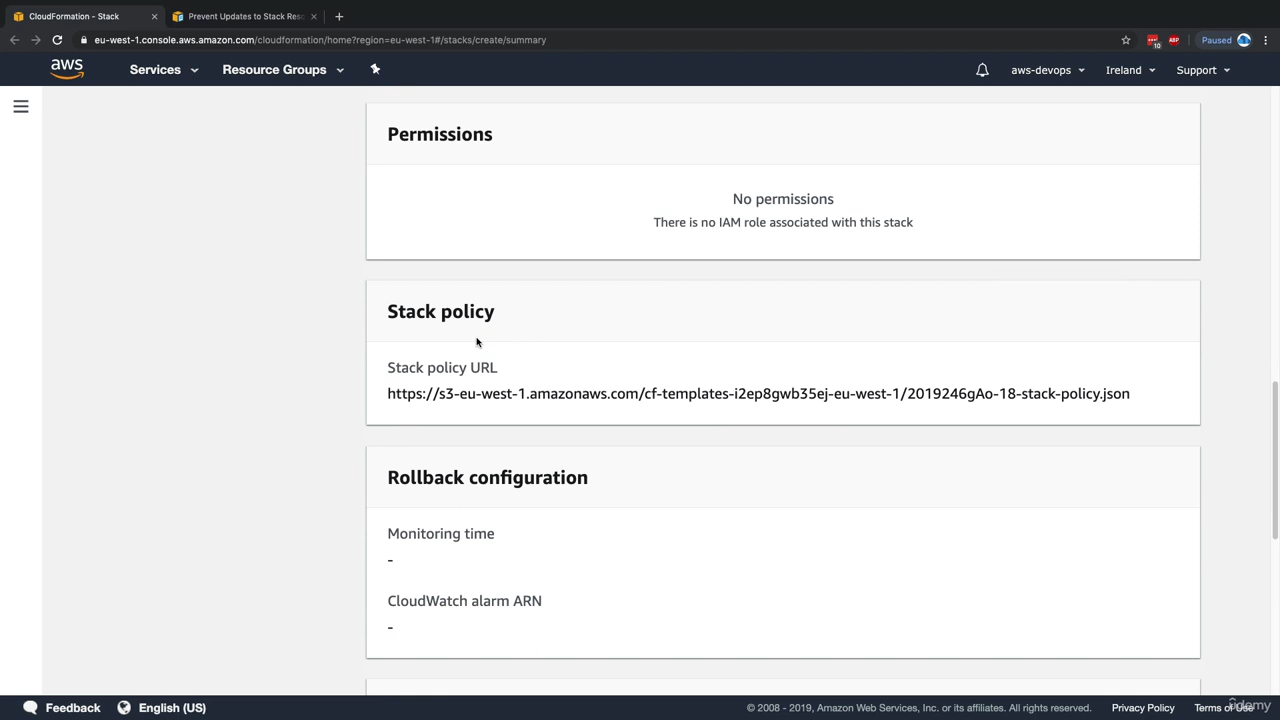 CloudFormation - Stack
Prevent Updates to Stack Reso
eu-west-1.console.aws.amazon.com/cloudformation/home?region=eu-west-1#/stacks/create/summary
10
ABP
Paused
aws
Services
Resource Groups
aws-devops
Ireland
Support
Permissions
No permissions
There is no IAM role associated with this stack
Stack policy
Stack policy URL
https://s3-eu-west-1.amazonaws.com/cf-templates-i2ep8gwb35ej-eu-west-1/2019246gAo-18-stack-policy.json
Rollback configuration
Monitoring time
-
CloudWatch alarm ARN
-
Feedback
English (US)
© 2008 - 2019, Amazon Web Services, Inc. or its affiliates. All rights reserved.
Privacy Policy
Terms of Use
Udemy